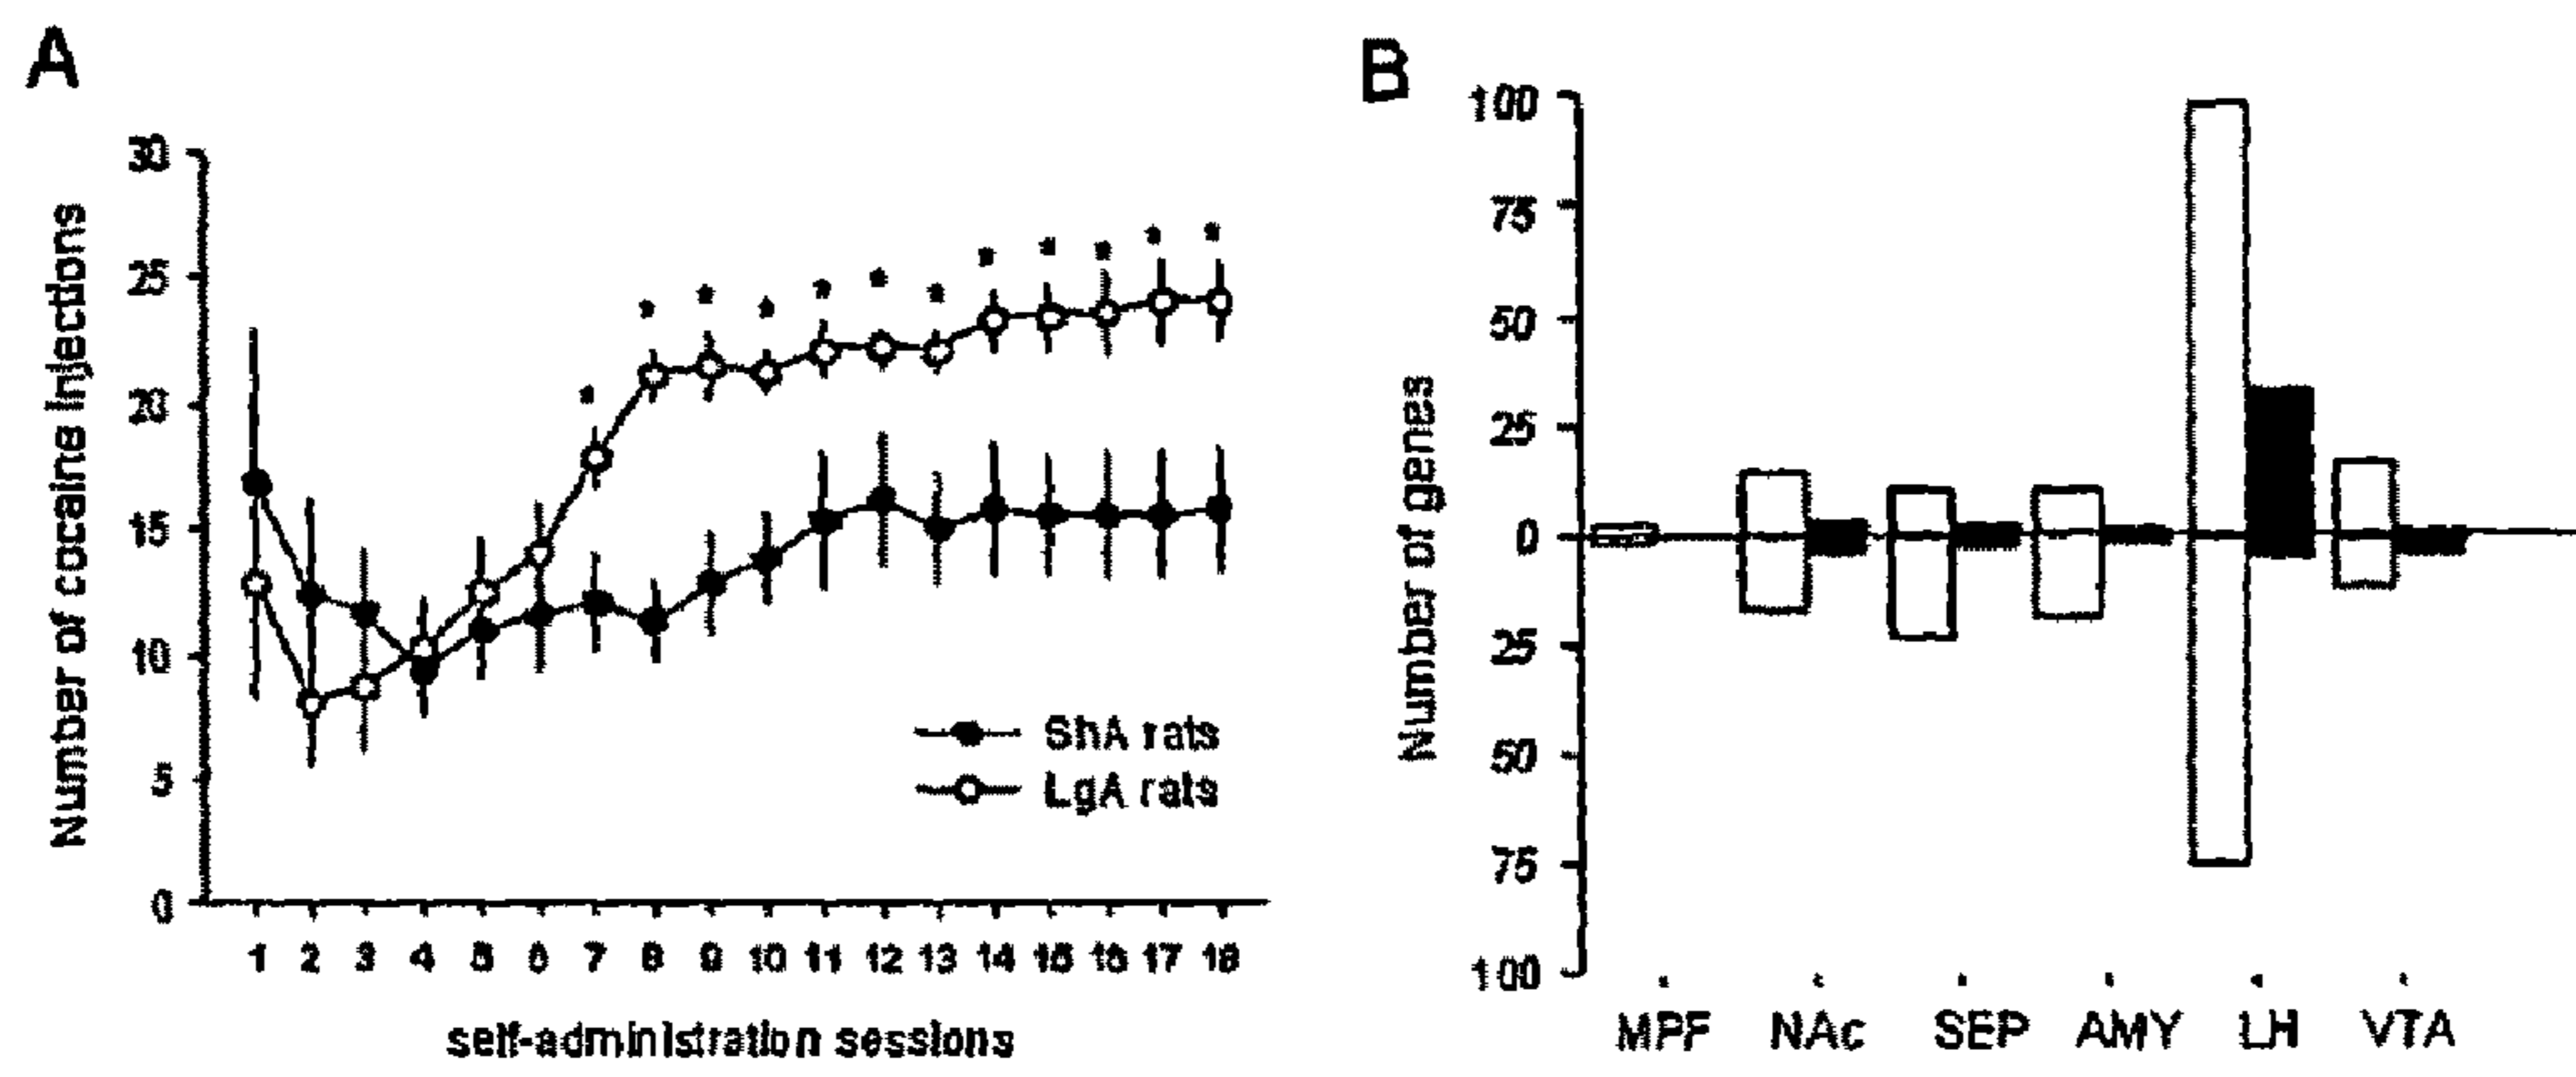 A
Number of cocaine Injections
30
25
20
15
10
5
0
* * * * * * * * * * * *
ShA rats
LgA rats
1 2 3 4 5 6 7 8 9 10 11 12 13 14 15 16 17 18
self-administration sessions
B
Number of genes
100
75
50
25
0
25
50
75
100
MPF NAc SEP AMY LH VTA